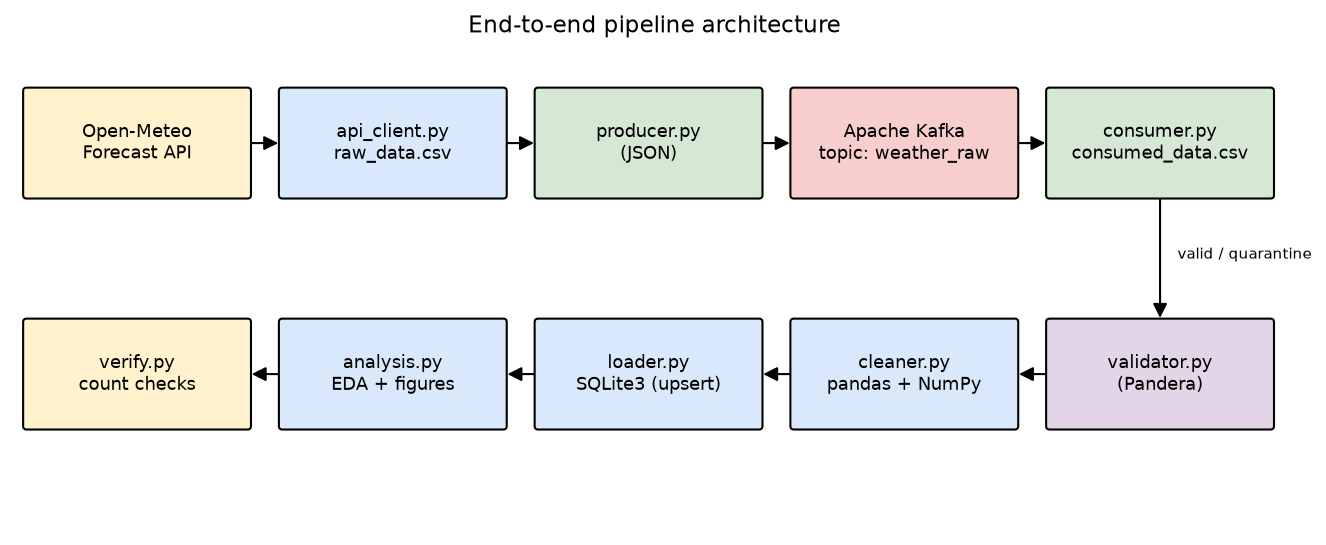 End-to-end pipeline architecture
Open-Meteo
Forecast API
api_client.py
raw_data.csv
producer.py
(JSON)
Apache Kafka
topic: weather_raw
consumer.py
consumed_data.csv
valid / quarantine
verify.py
count checks
analysis.py
EDA + figures
loader.py
SQLite3 (upsert)
cleaner.py
pandas + NumPy
validator.py
(Pandera)